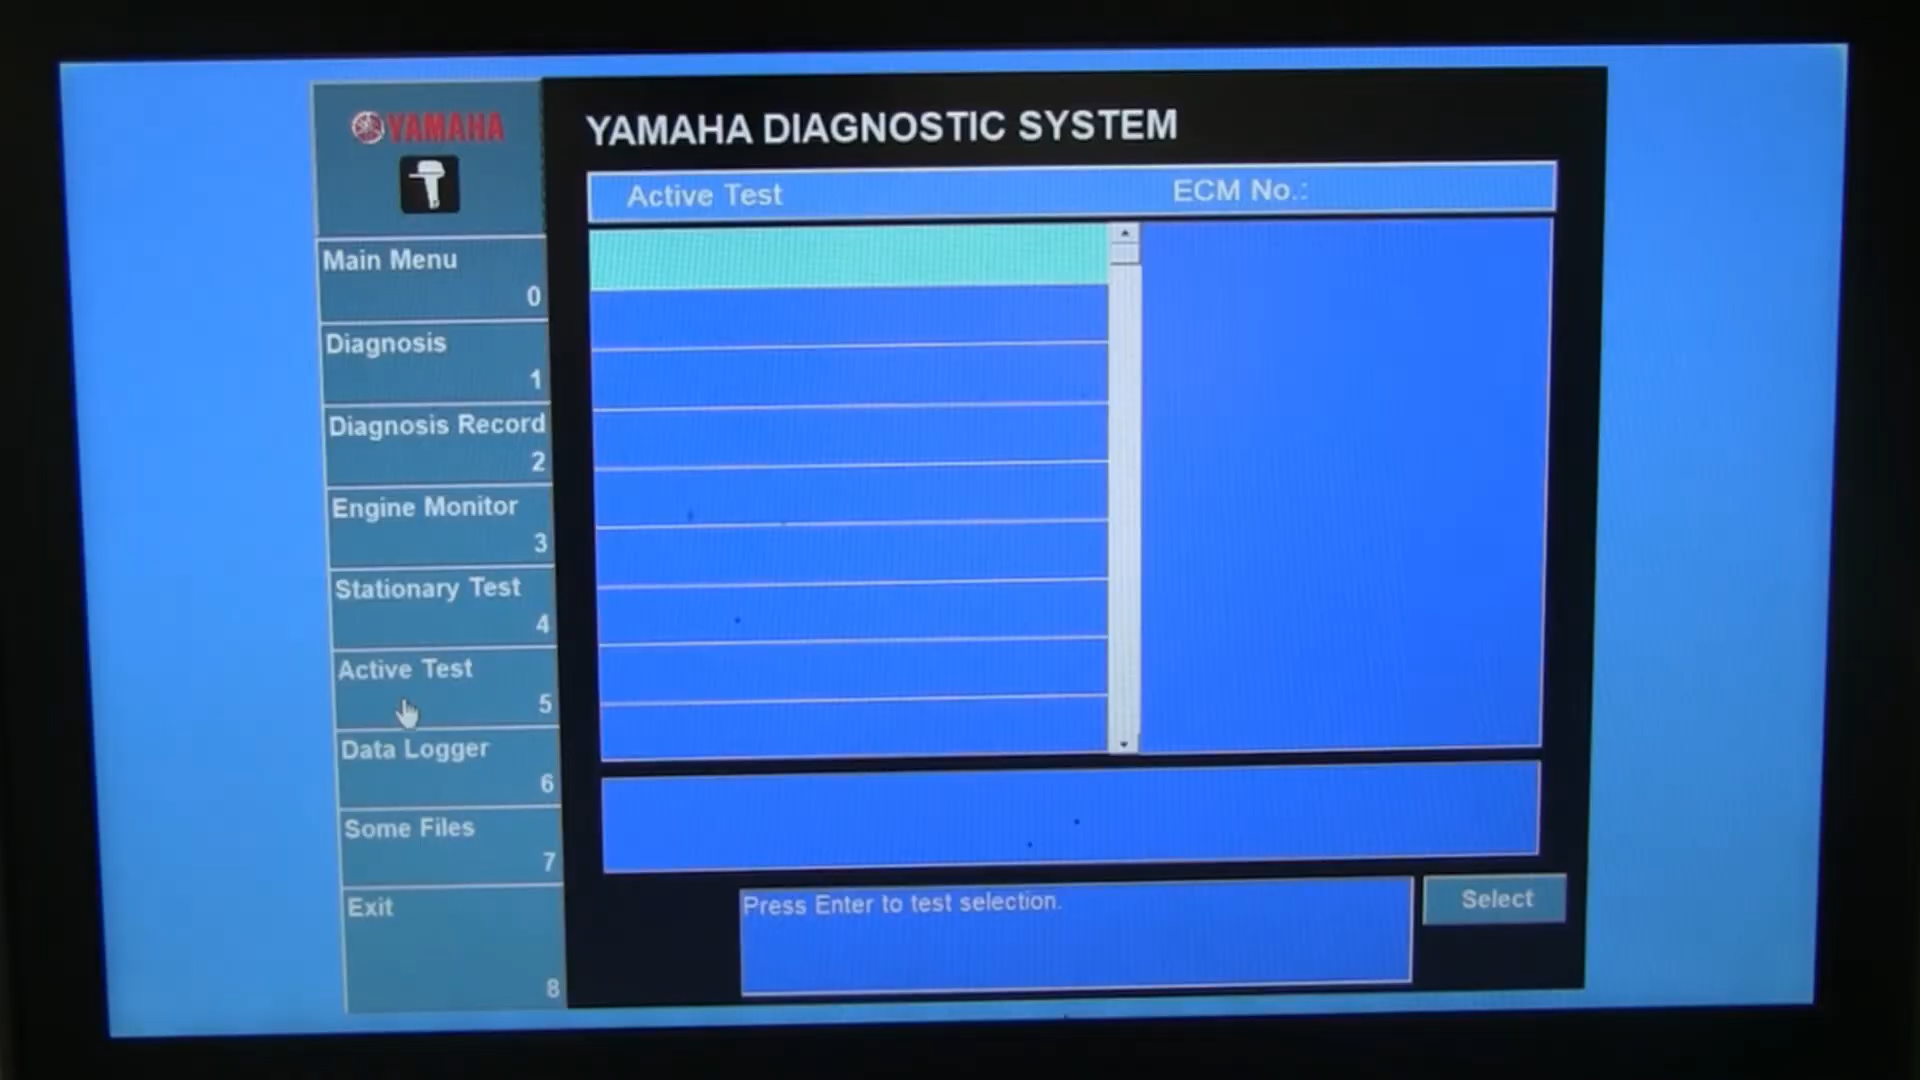 YAMAHA
YAMAHA DIAGNOSTIC SYSTEM
Active Test
ECM No.:
Main Menu
0
Diagnosis
1
Diagnosis Record
2
Engine Monitor
3
Stationary Test
4
Active Test
5
Data Logger
6
Some Files
7
Exit
8
Press Enter to test selection.
Select